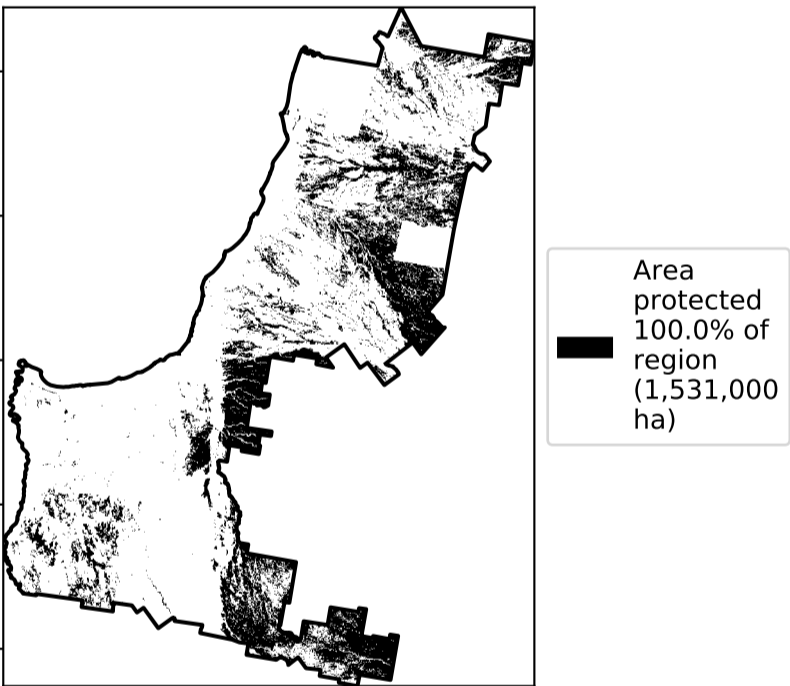 Area
protected
100.0% of
region
(1,531,000
ha)